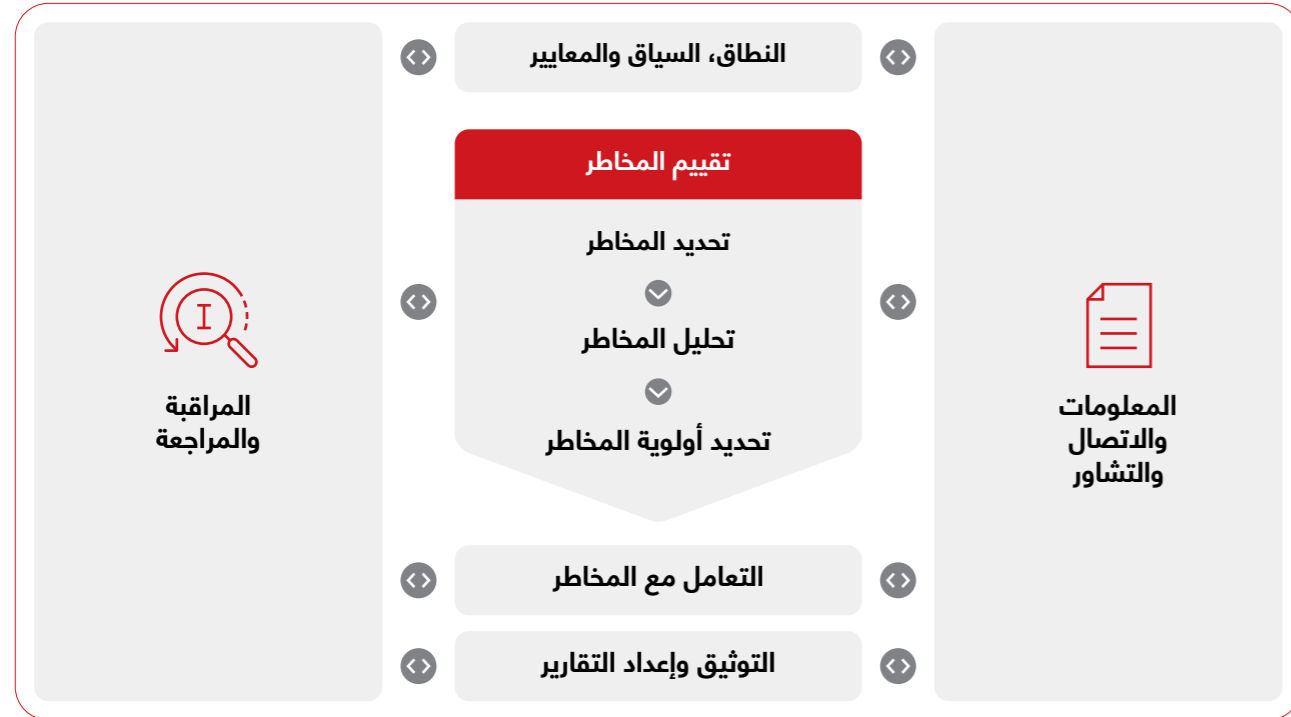 النطاق، السياق والمعايير
تقييم المخاطر
تحديد المخاطر
تحليل المخاطر
تحديد أولوية المخاطر
المعلومات
والاتصال
والتشاور
المراقبة
والمراجعة
التعامل مع المخاطر
التوثيق وإعداد التقارير